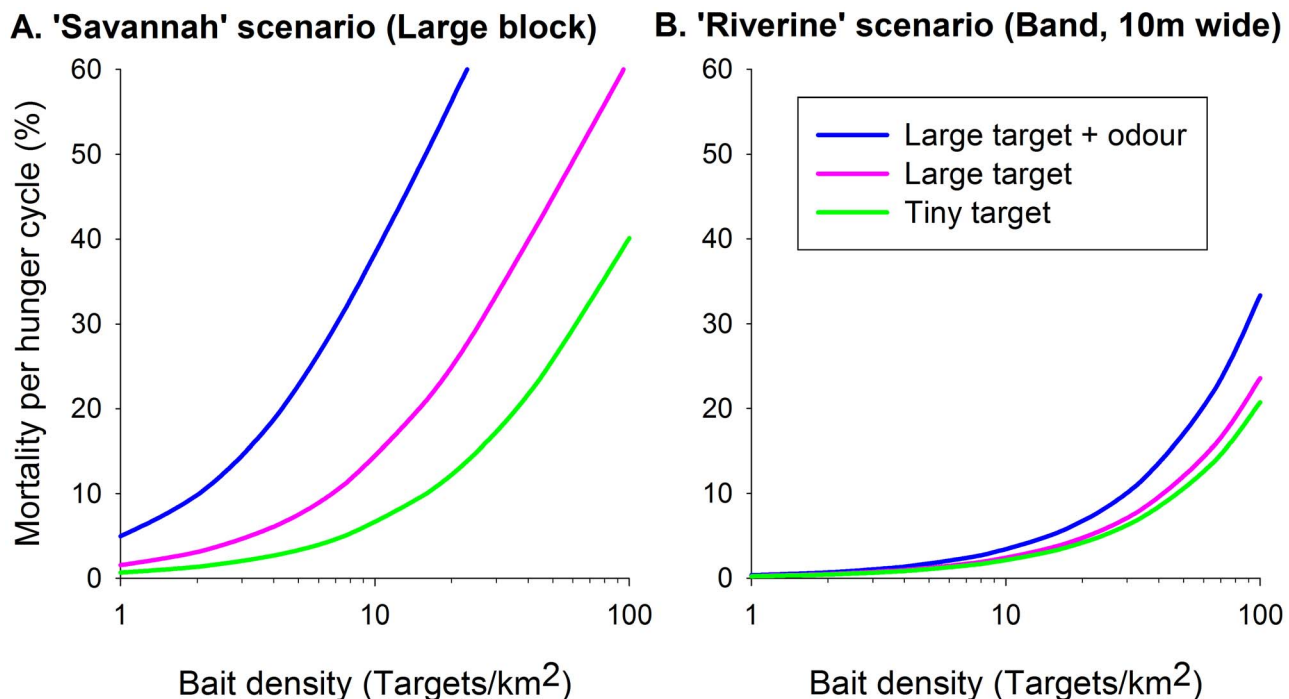 A. 'Savannah' scenario (Large block)
B. 'Riverine' scenario (Band, 10m wide)
Mortality per hunger cycle (%)
60
50
40
30
20
10
0
1
10
100
Bait density (Targets/km²)
60
50
40
30
20
10
0
Large target + odour
Large target
Tiny target
1
10
100
Bait density (Targets/km²)